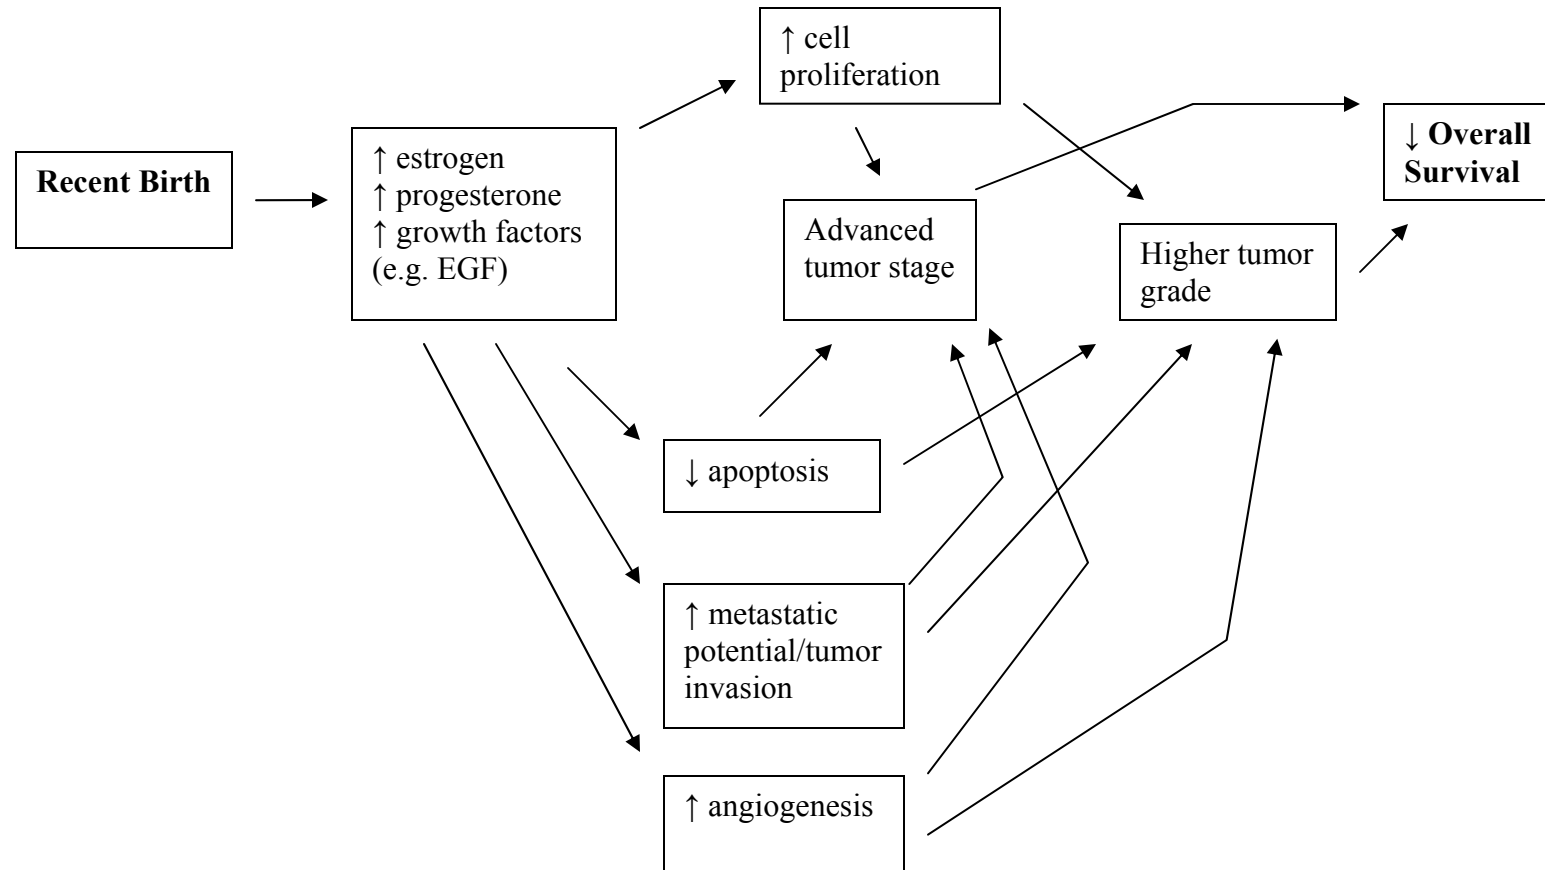 ↑ cell
proliferation
Recent Birth
↑ estrogen
↑ progesterone
↑ growth factors
(e.g. EGF)
Advanced
tumor stage
Higher tumor
grade
↓ Overall
Survival
↓ apoptosis
↑ metastatic
potential/tumor
invasion
↑ angiogenesis